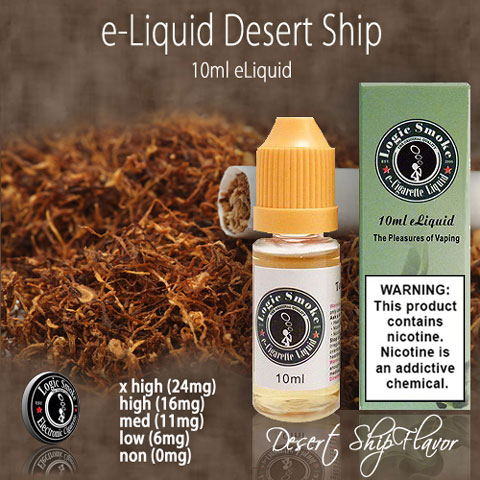 e-Liquid Desert Ship
10ml eLiquid
Logic Smoke
e-Cigarette Liquid
10ml eLiquid
The Pleasures of Vaping
WARNING:
This product
contains
nicotine.
Nicotine is
an addictive
chemical.
Logic Smoke
e-Cigarette Liquid
10ml
Logic Smoke
Electronic Cigarettes
x high (24mg)
high (16mg)
med (11mg)
low (6mg)
non (0mg)
Desert Ship Flavor